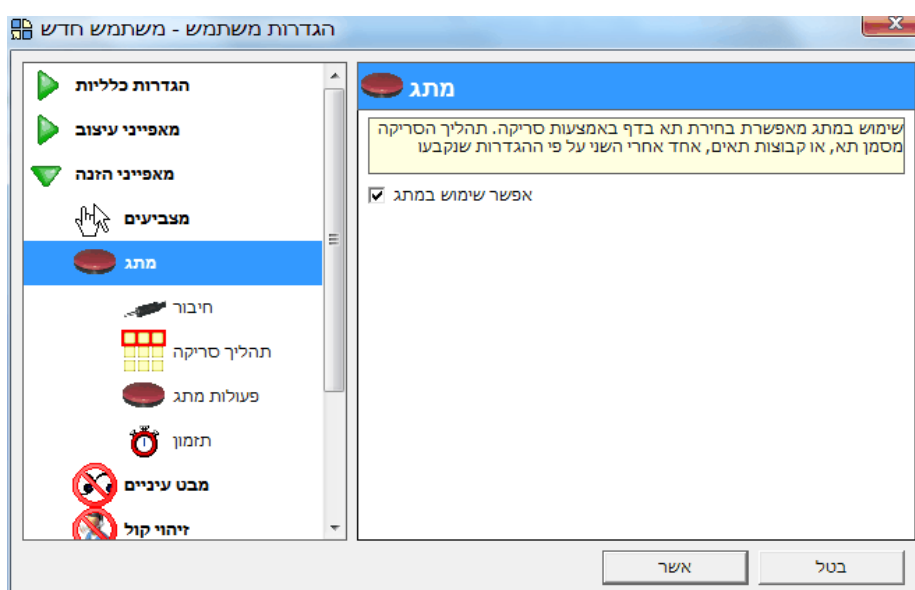 הגדרות משתמש - משתמש חדש
הגדרות כלליות
מאפייני עיצוב
מאפייני הזנה
מצביעים
מתג
חיבור
תהליך סריקה
פעולות מתג
תזמון
מבט עיניים
זיהוי קול
מתג
שימוש במתג מאפשרת בחירת תא בדף באמצעות סריקה. תהליך הסריקה
מסמן תא, או קבוצות תאים, אחד אחרי השני על פי ההגדרות שנקבעו
אפשר שימוש במתג
אשר
בטל